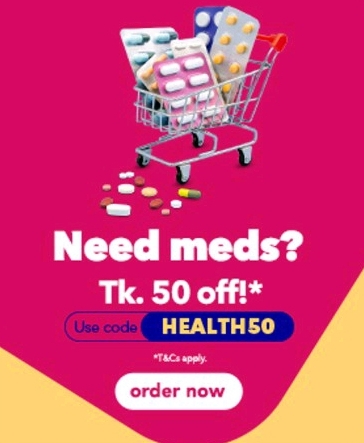 Need meds?
Tk. 50 off!*
Use code HEALTH50
*T&Cs apply.
order now